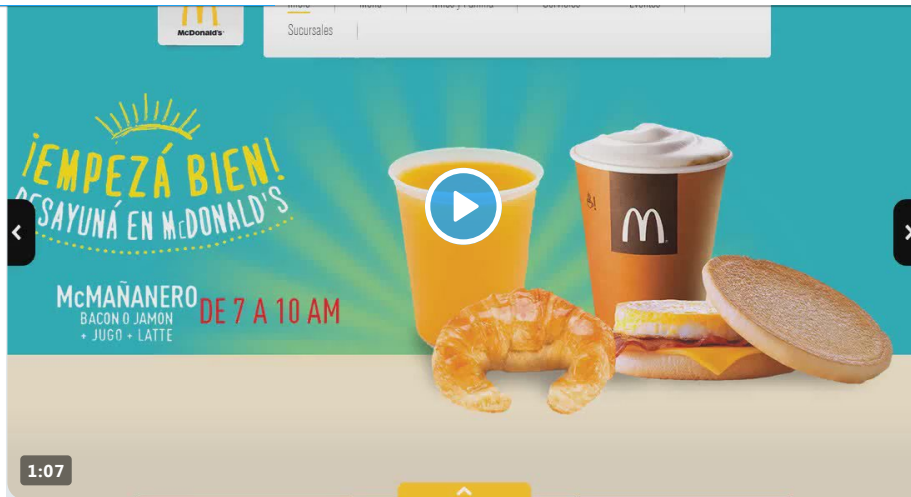 McDonald's
Sucursales
¡EMPEZÁ BIEN!
DESAYUNÁ EN McDONALD'S
McMAÑANERO
BACON O JAMON
+ JUGO + LATTE
DE 7 A 10 AM
1:07